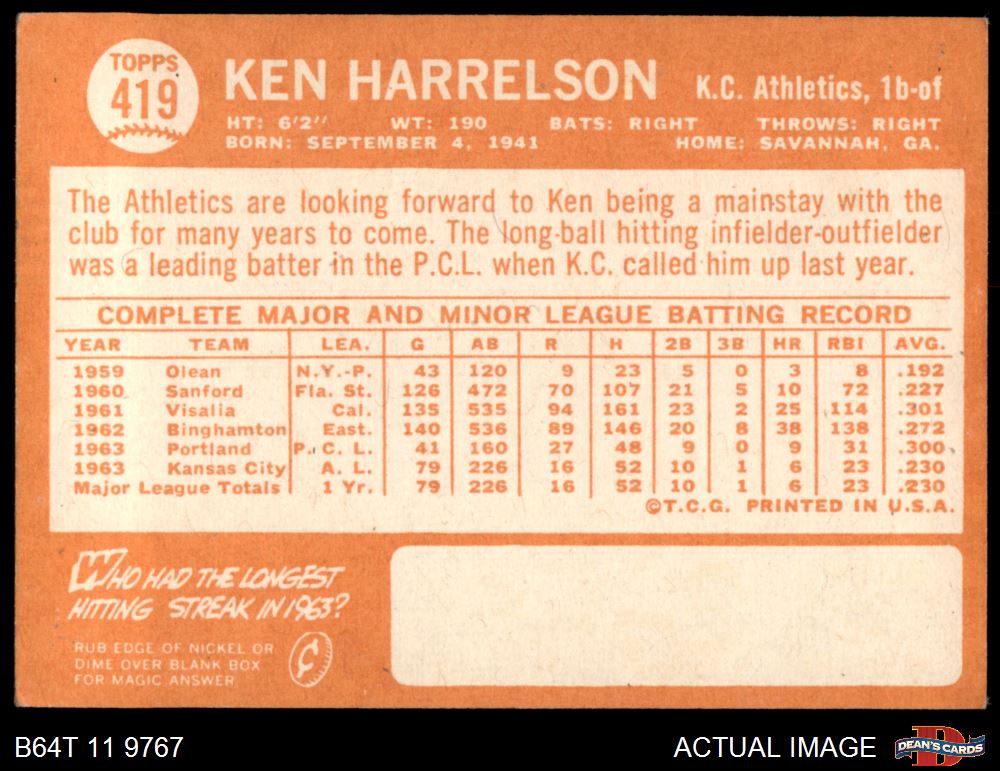 TOPPS
419
KEN HARRELSON K.C. Athletics, 1b-of
HT: 6'2" WT: 190 BATS: RIGHT THROWS: RIGHT
BORN: SEPTEMBER 4, 1941 HOME: SAVANNAH, GA.
The Athletics are looking forward to Ken being a mainstay with the
club for many years to come. The long-ball hitting infielder-outfielder
was a leading batter in the P.C.L. when K.C. called him up last year.
COMPLETE MAJOR AND MINOR LEAGUE BATTING RECORD
YEAR TEAM LEA. G AB R H 2B 3B HR RBI AVG.
1959 Olean N.Y.-P. 43 120 9 23 5 0 3 8 .192
1960 Sanford Fla. St. 126 472 70 107 21 5 10 72 .227
1961 Visalia Cal. 135 535 94 161 23 2 25 114 .301
1962 Binghamton East. 140 536 89 146 20 8 38 138 .272
1963 Portland P. C. L. 41 160 27 48 9 0 9 31 .300
1963 Kansas City A. L. 79 226 16 52 10 1 6 23 .230
Major League Totals 1 Yr. 79 226 16 52 10 1 6 23 .230
©T.C.G. PRINTED IN U.S.A.
WHO HAD THE LONGEST
HITTING STREAK IN 1963?
RUB EDGE OF NICKEL OR
DIME OVER BLANK BOX
FOR MAGIC ANSWER
¢
B64T 11 9767 ACTUAL IMAGE
D
DEAN'S CARDS